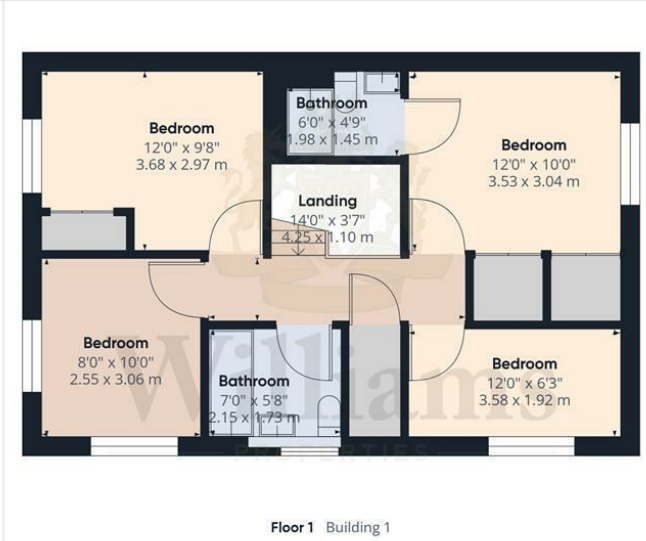 Bedroom
12'0" x 9'8"
3.68 x 2.97 m
Bathroom
6'0" x 4'9"
1.98 x 1.45 m
Bedroom
12'0" x 10'0"
3.53 x 3.04 m
Landing
14'0" x 3'7"
4.25 x 1.10 m
Bedroom
8'0" x 10'0"
2.55 x 3.06 m
Bathroom
7'0" x 5'8"
2.15 x 1.73 m
Bedroom
12'0" x 6'3"
3.58 x 1.92 m
Williams
PROPERTIES
Floor 1 Building 1